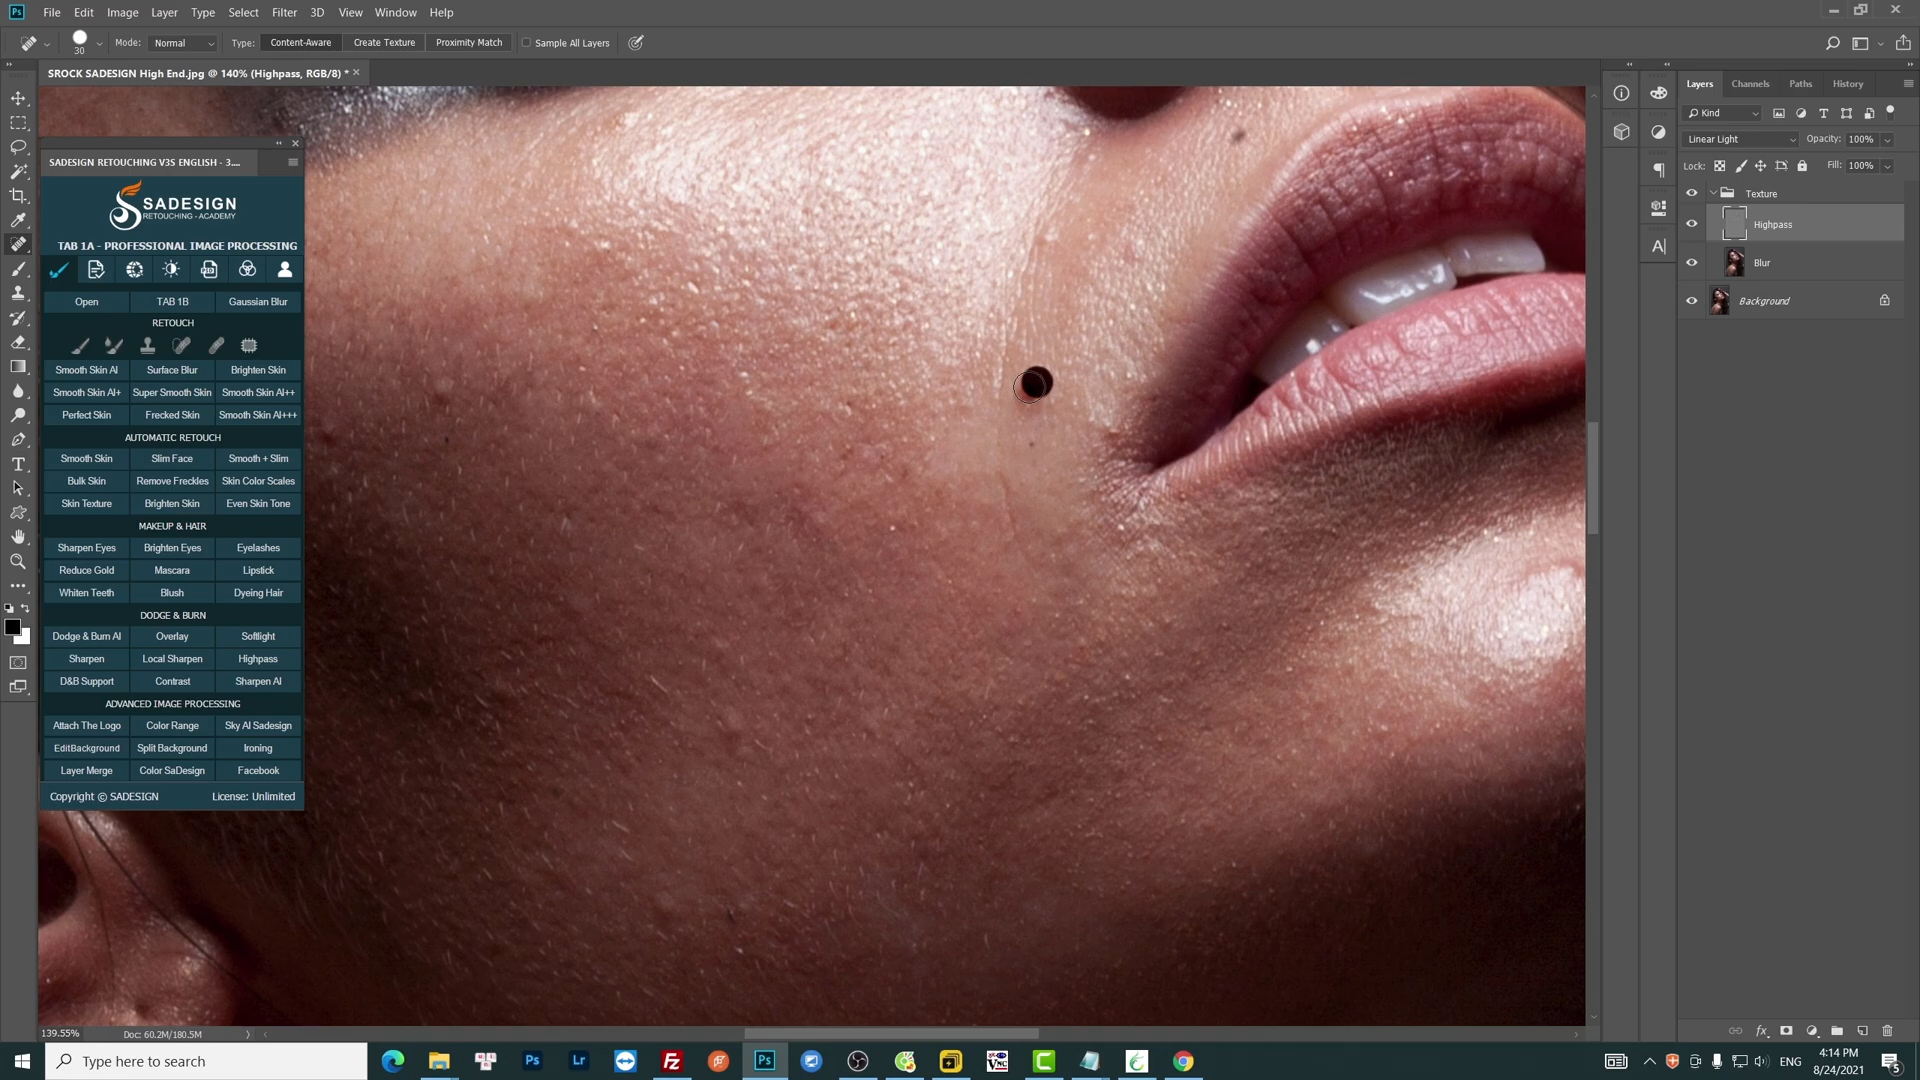 File Edit Image Layer Type Select Filter 3D View Window Help
30 Mode: Normal Type: Content-Aware Create Texture Proximity Match Sample All Layers
SROCK SADESIGN High End.jpg @ 140% (Highpass, RGB/8) *
SADESIGN RETOUCHING V3S ENGLISH - 3....
SADESIGN
RETOUCHING - ACADEMY
TAB 1A - PROFESSIONAL IMAGE PROCESSING
Open TAB 1B Gaussian Blur
RETOUCH
Smooth Skin AI Surface Blur Brighten Skin
Smooth Skin AI+ Super Smooth Skin Smooth Skin AI++
Perfect Skin Frecked Skin Smooth Skin AI+++
AUTOMATIC RETOUCH
Smooth Skin Slim Face Smooth + Slim
Bulk Skin Remove Freckles Skin Color Scales
Skin Texture Brighten Skin Even Skin Tone
MAKEUP & HAIR
Sharpen Eyes Brighten Eyes Eyelashes
Reduce Gold Mascara Lipstick
Whiten Teeth Blush Dyeing Hair
DODGE & BURN
Dodge & Burn AI Overlay Softlight
Sharpen Local Sharpen Highpass
D&B Support Contrast Sharpen AI
ADVANCED IMAGE PROCESSING
Attach The Logo Color Range Sky AI Sadesign
EditBackground Split Background Ironing
Layer Merge Color SaDesign Facebook
Copyright © SADESIGN License: Unlimited
Layers Channels Paths History
Kind
Linear Light Opacity: 100%
Lock: Fill: 100%
Texture
Highpass
Blur
Background
139.55% Doc: 60.2M/180.5M
Type here to search
ENG
4:14 PM
8/24/2021
5